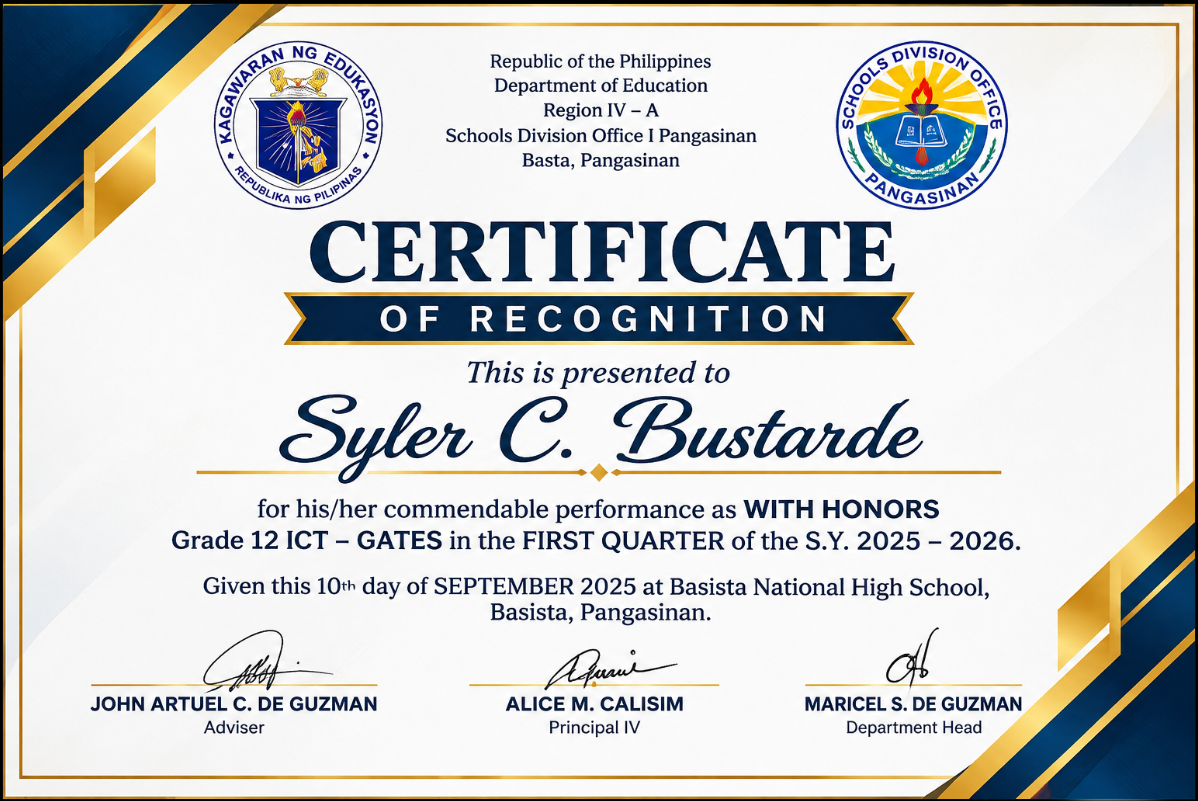 KAGAWARAN NG EDUKASYON
REPUBLIKA NG PILIPINAS
Republic of the Philippines
Department of Education
Region IV – A
Schools Division Office I Pangasinan
Basta, Pangasinan
SCHOOLS DIVISION OFFICE
PANGASINAN
CERTIFICATE
OF RECOGNITION
This is presented to
Syler C. Bustarde
for his/her commendable performance as WITH HONORS
Grade 12 ICT – GATES in the FIRST QUARTER of the S.Y. 2025 – 2026.
Given this 10th day of SEPTEMBER 2025 at Basista National High School,
Basista, Pangasinan.
JOHN ARTUEL C. DE GUZMAN
Adviser
ALICE M. CALISIM
Principal IV
MARICEL S. DE GUZMAN
Department Head